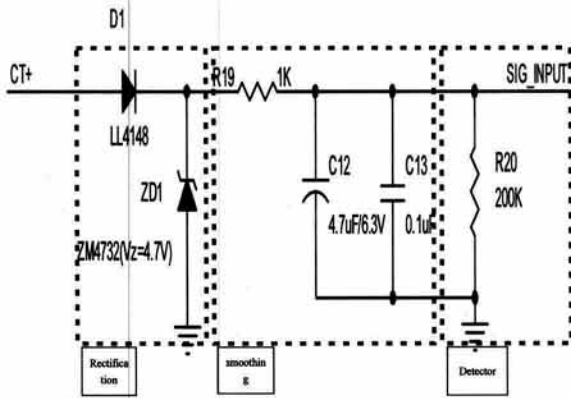 D1
CT+
R19
1K
SIG_INPUT
LL4148
C12
C13
R20
ZD1
200K
4.7uF/6.3V
0.1uF
ZM4732(Vz=4.7V)
Rectifica
tion
smoothin
g
Detector